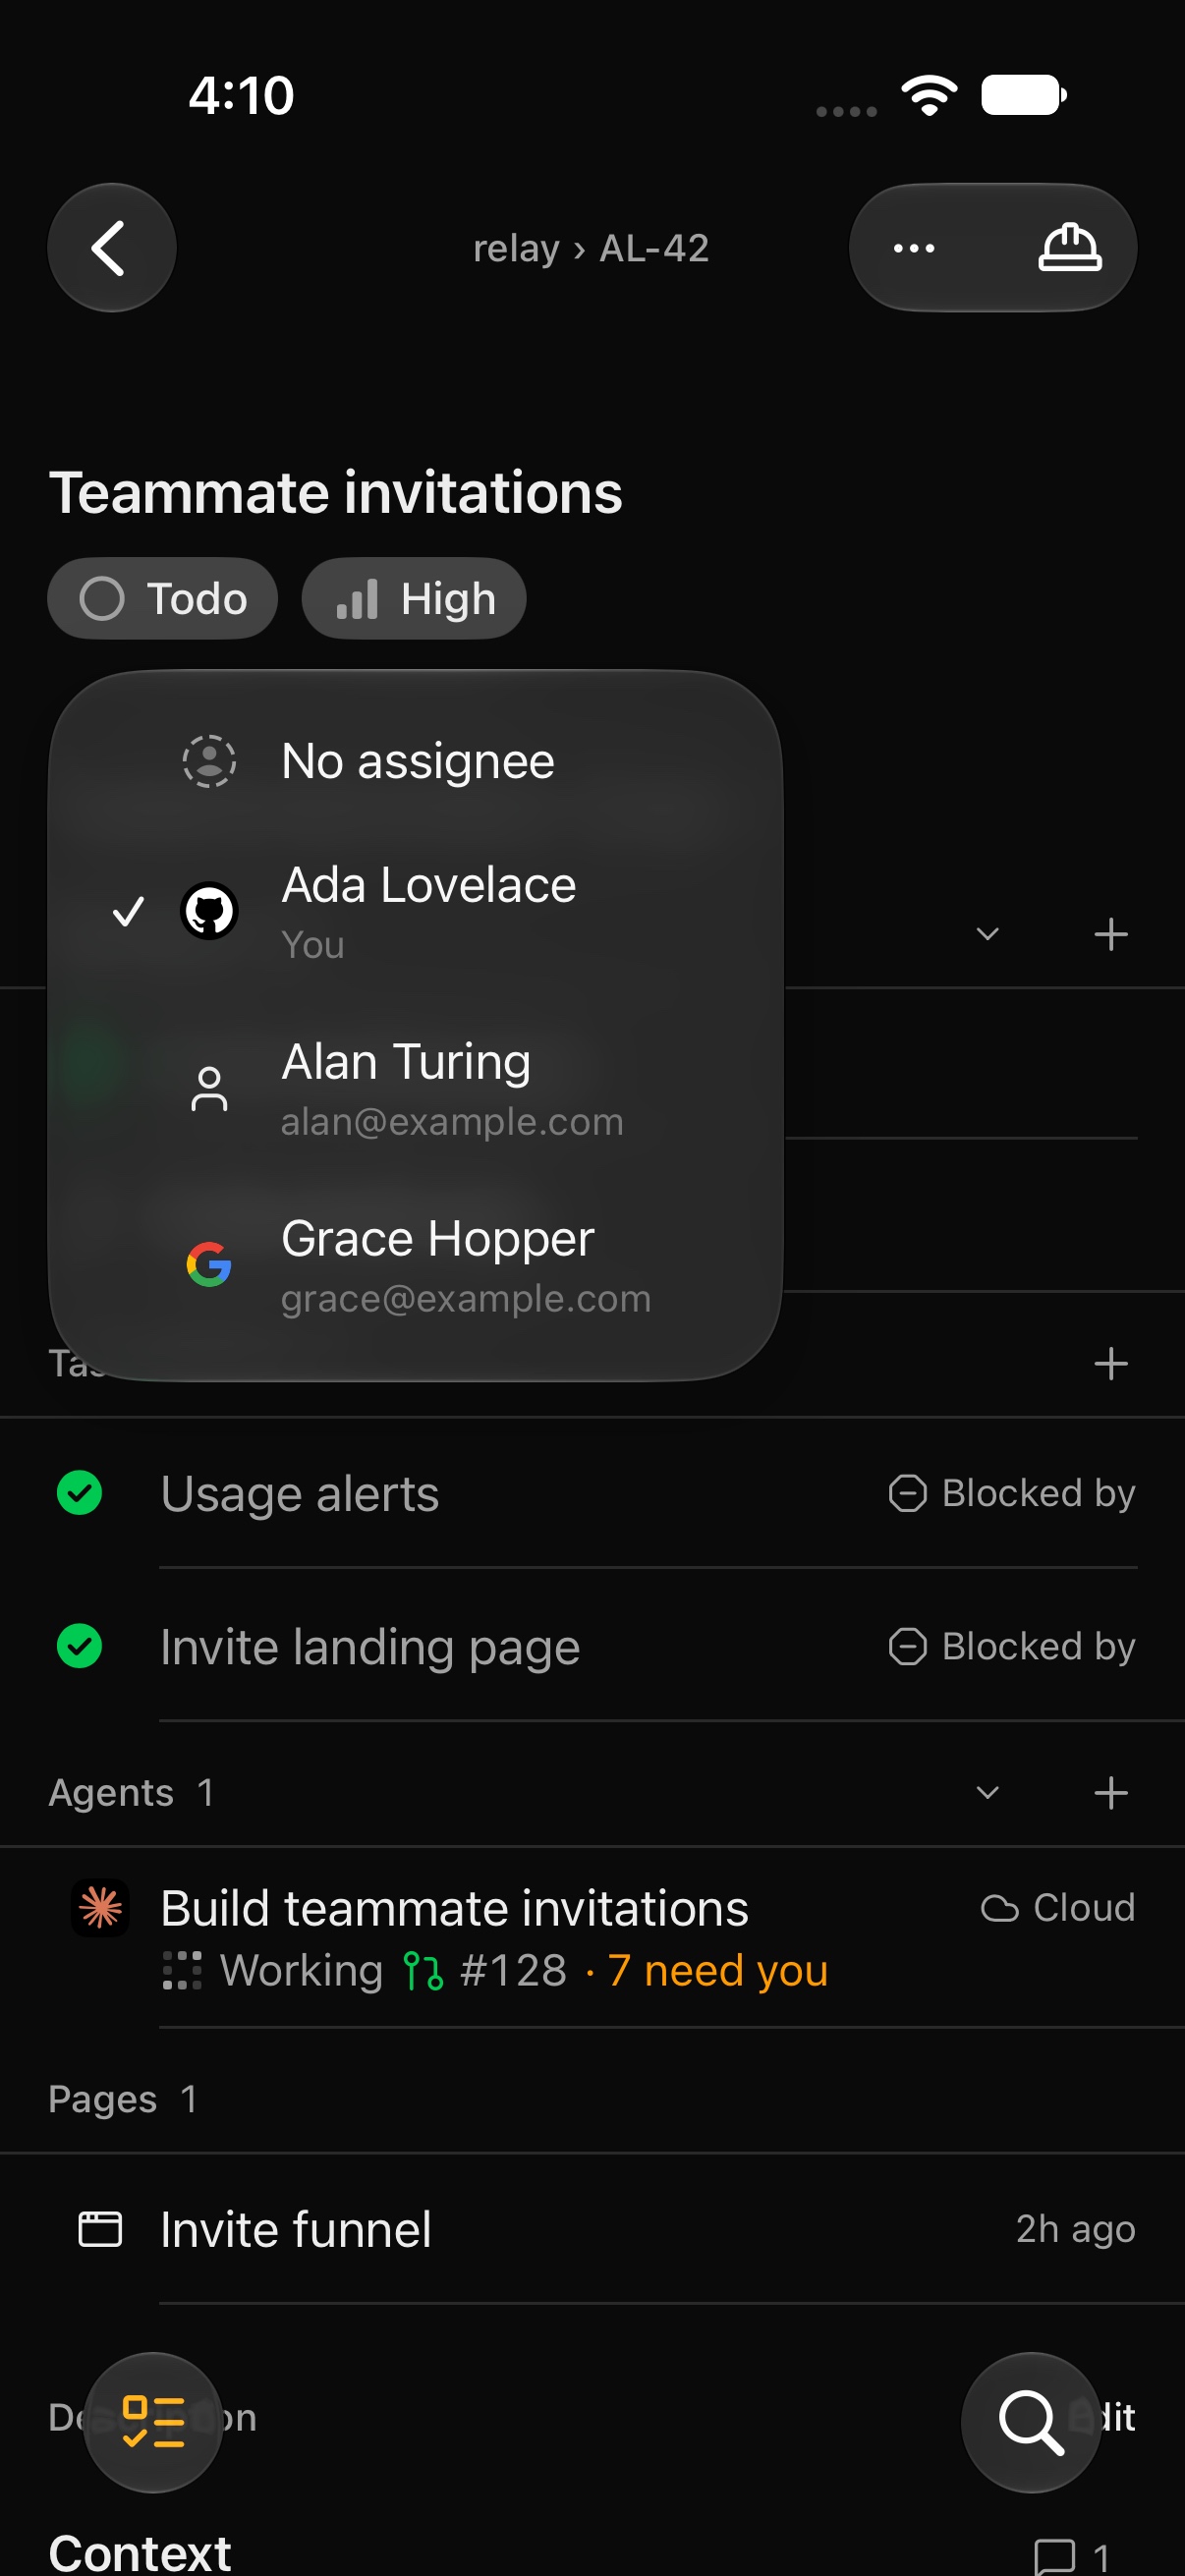 4:10
relay › AL-42
Teammate invitations
Todo
High
No assignee
Ada Lovelace
You
Alan Turing
alan@example.com
Grace Hopper
grace@example.com
Usage alerts
Blocked by
Invite landing page
Blocked by
Agents 1
Build teammate invitations
Cloud
Working #128 · 7 need you
Pages 1
Invite funnel
2h ago
Context
1